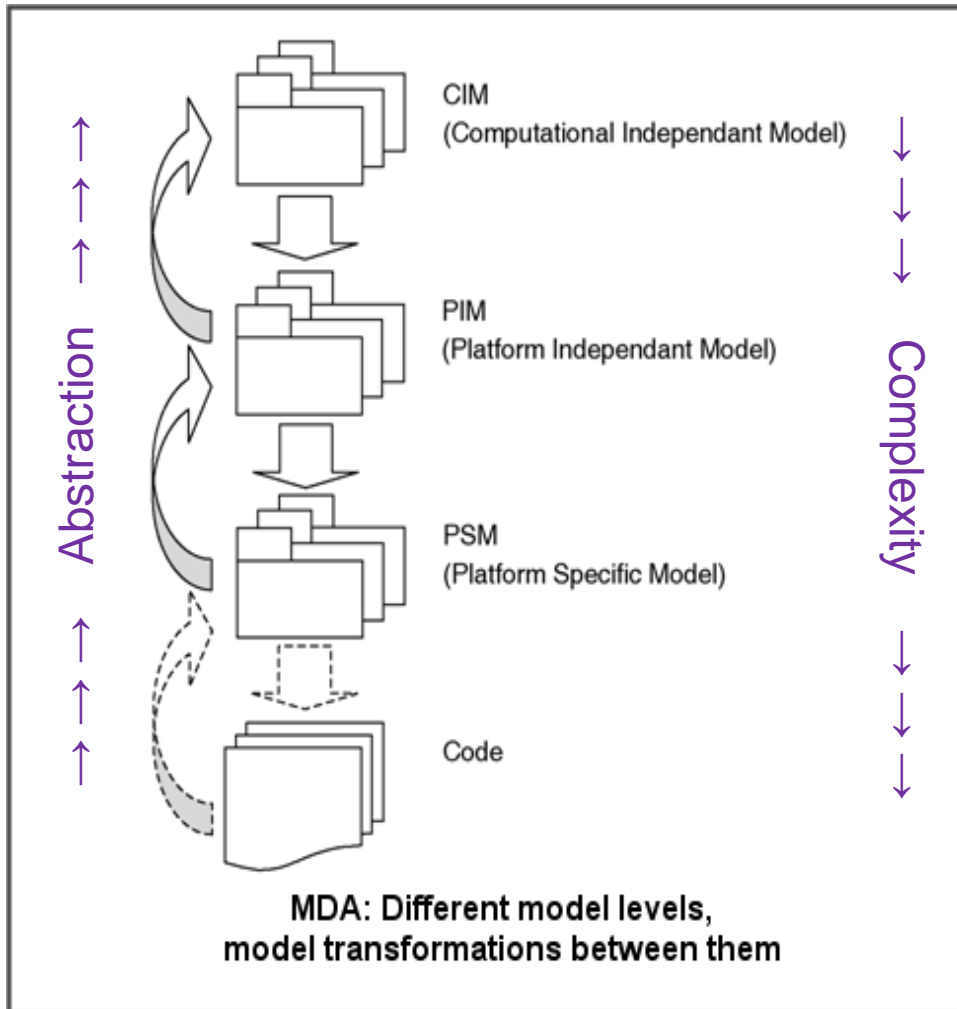 CIM
(Computational Independant Model)
↑ ↑ ↑ Abstraction ↑ ↑ ↑
↓ ↓ ↓ Complexity ↓ ↓ ↓
PIM
(Platform Independant Model)
PSM
(Platform Specific Model)
Code
MDA: Different model levels,
model transformations between them